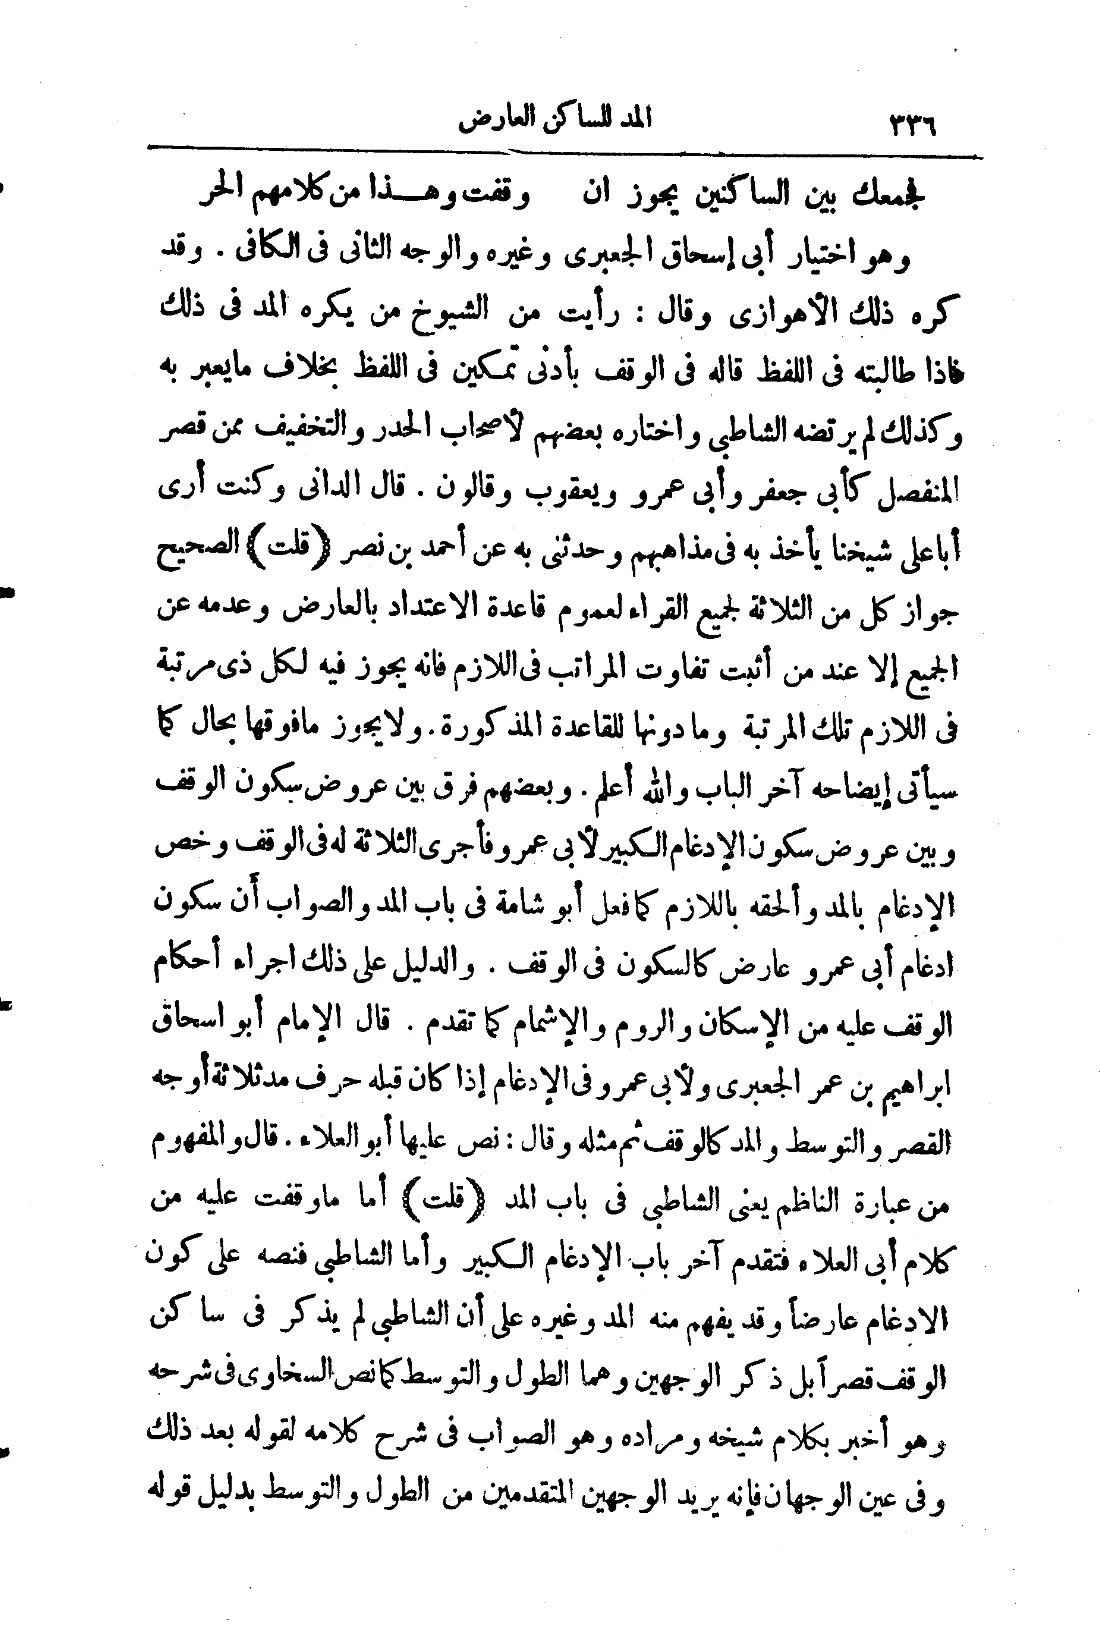 ٣٣٦ المد للساكن العارض
فجمعك بين الساكنين يجوز ان وقفت وهــذا من كلامهم الحر
وهو اختيار أبى إسحاق الجعبرى وغيره والوجه الثانى فى الكافى . وقد
كره ذلك الأهوازى وقال : رأيت من الشيوخ من يكره المد فى ذلك
فاذا طالبته فى اللفظ قاله فى الوقف بأدنى تمكين فى اللفظ بخلاف مايعبر به
وكذلك لم يرتضه الشاطبى واختاره بعضهم لأصحاب الحدر والتخفيف ممن قصر
المنفصل كأبى جعفر وأبى عمرو ويعقوب وقالون . قال الدانى وكنت أرى
أباعلى شيخنا يأخذ به فى مذاهبهم وحدثنى به عن أحمد بن نصر (قلت) الصحيح
جواز كل من الثلاثة لجميع القراء لعموم قاعدة الاعتداد بالعارض وعدمه عن
الجميع إلا عند من أثبت تفاوت المراتب فى اللازم فانه يجوز فيه لكل ذى مرتبة
فى اللازم تلك المرتبة وما دونها للقاعدة المذكورة. ولايجوز مافوقها بحال كما
سيأتى إيضاحه آخر الباب والله أعلم . وبعضهم فرق بين عروض سكون الوقف
وبين عروض سكون الإدغام الكبير لأبى عمرو فأجرى الثلاثة له فى الوقف وخص
الإدغام بالمد وألحقه باللازم كما فعل أبو شامة فى باب المد والصواب أن سكون
ادغام أبى عمرو عارض كالسكون فى الوقف . والدليل على ذلك اجراء أحكام
الوقف عليه من الإسكان والروم والإشمام كما تقدم . قال الإمام أبو اسحاق
ابراهيم بن عمر الجعبرى ولأبى عمرو فى الإدغام إذا كان قبله حرف مد ثلاثة أوجه
القصر والتوسط والمد كالوقف ثم مثله وقال : نص عليها أبو العلاء . قال والمفهوم
من عبارة الناظم يعنى الشاطبى فى باب المد (قلت) أما ماوقفت عليه من
كلام أبى العلاء فتقدم آخر باب الإدغام الكبير وأما الشاطبى فنصه على كون
الادغام عارضاً وقد يفهم منه المد وغيره على أن الشاطبى لم يذكر فى ساكن
الوقف قصراً بل ذكر الوجهين وهما الطول والتوسط كما نص السخاوى فى شرحه
وهو أخبر بكلام شيخه ومراده وهو الصواب فى شرح كلامه لقوله بعد ذلك
وفى عين الوجهان فإنه يريد الوجهين المتقدمين من الطول والتوسط بدليل قوله